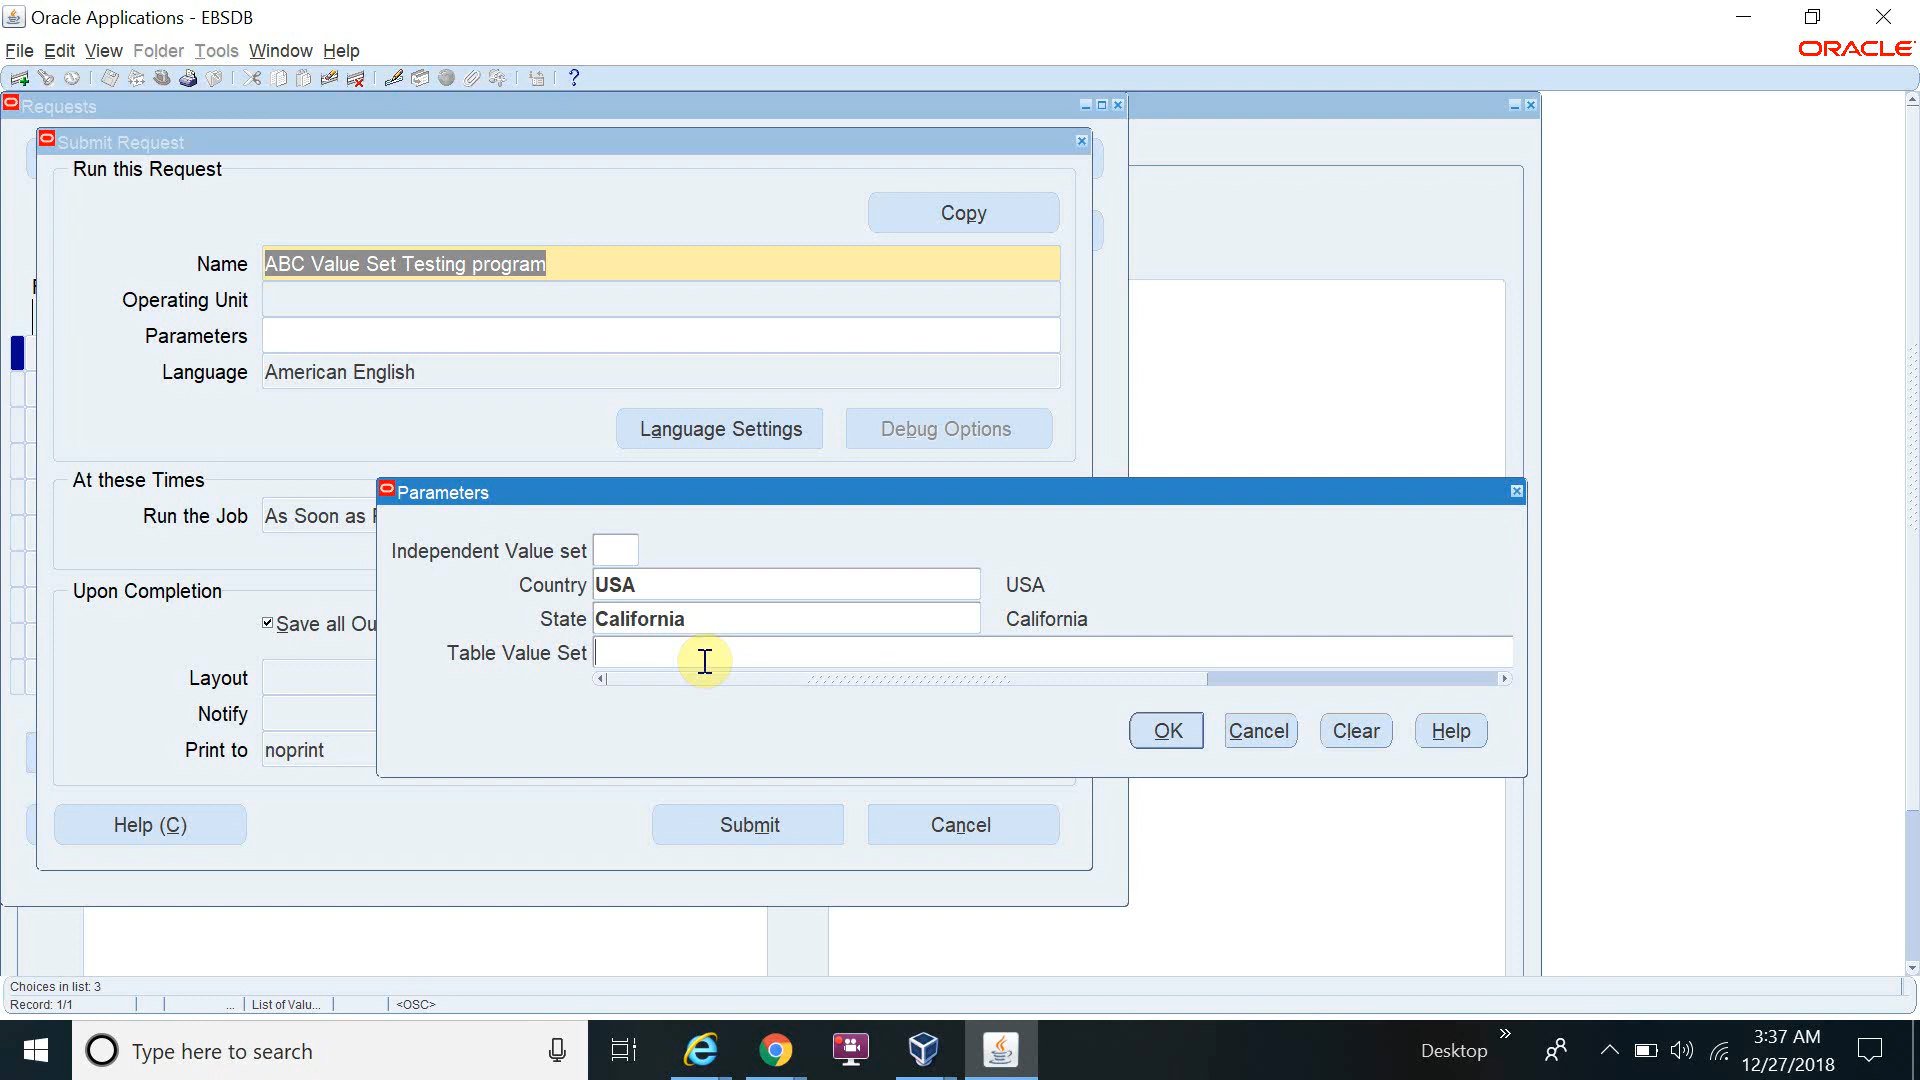 Oracle Applications - EBSDB
File Edit View Folder Tools Window Help
ORACLE
Requests
Submit Request
Run this Request
Copy
Name ABC Value Set Testing program
Operating Unit
Parameters
Language American English
Language Settings Debug Options
At these Times
Run the Job As Soon as
Parameters
Independent Value set
Country USA USA
State California California
Table Value Set
OK Cancel Clear Help
Upon Completion
Save all Ou
Layout
Notify
Print to noprint
Help (C) Submit Cancel
Choices in list: 3
Record: 1/1 ... List of Valu... <OSC>
Type here to search
Desktop
3:37 AM
12/27/2018